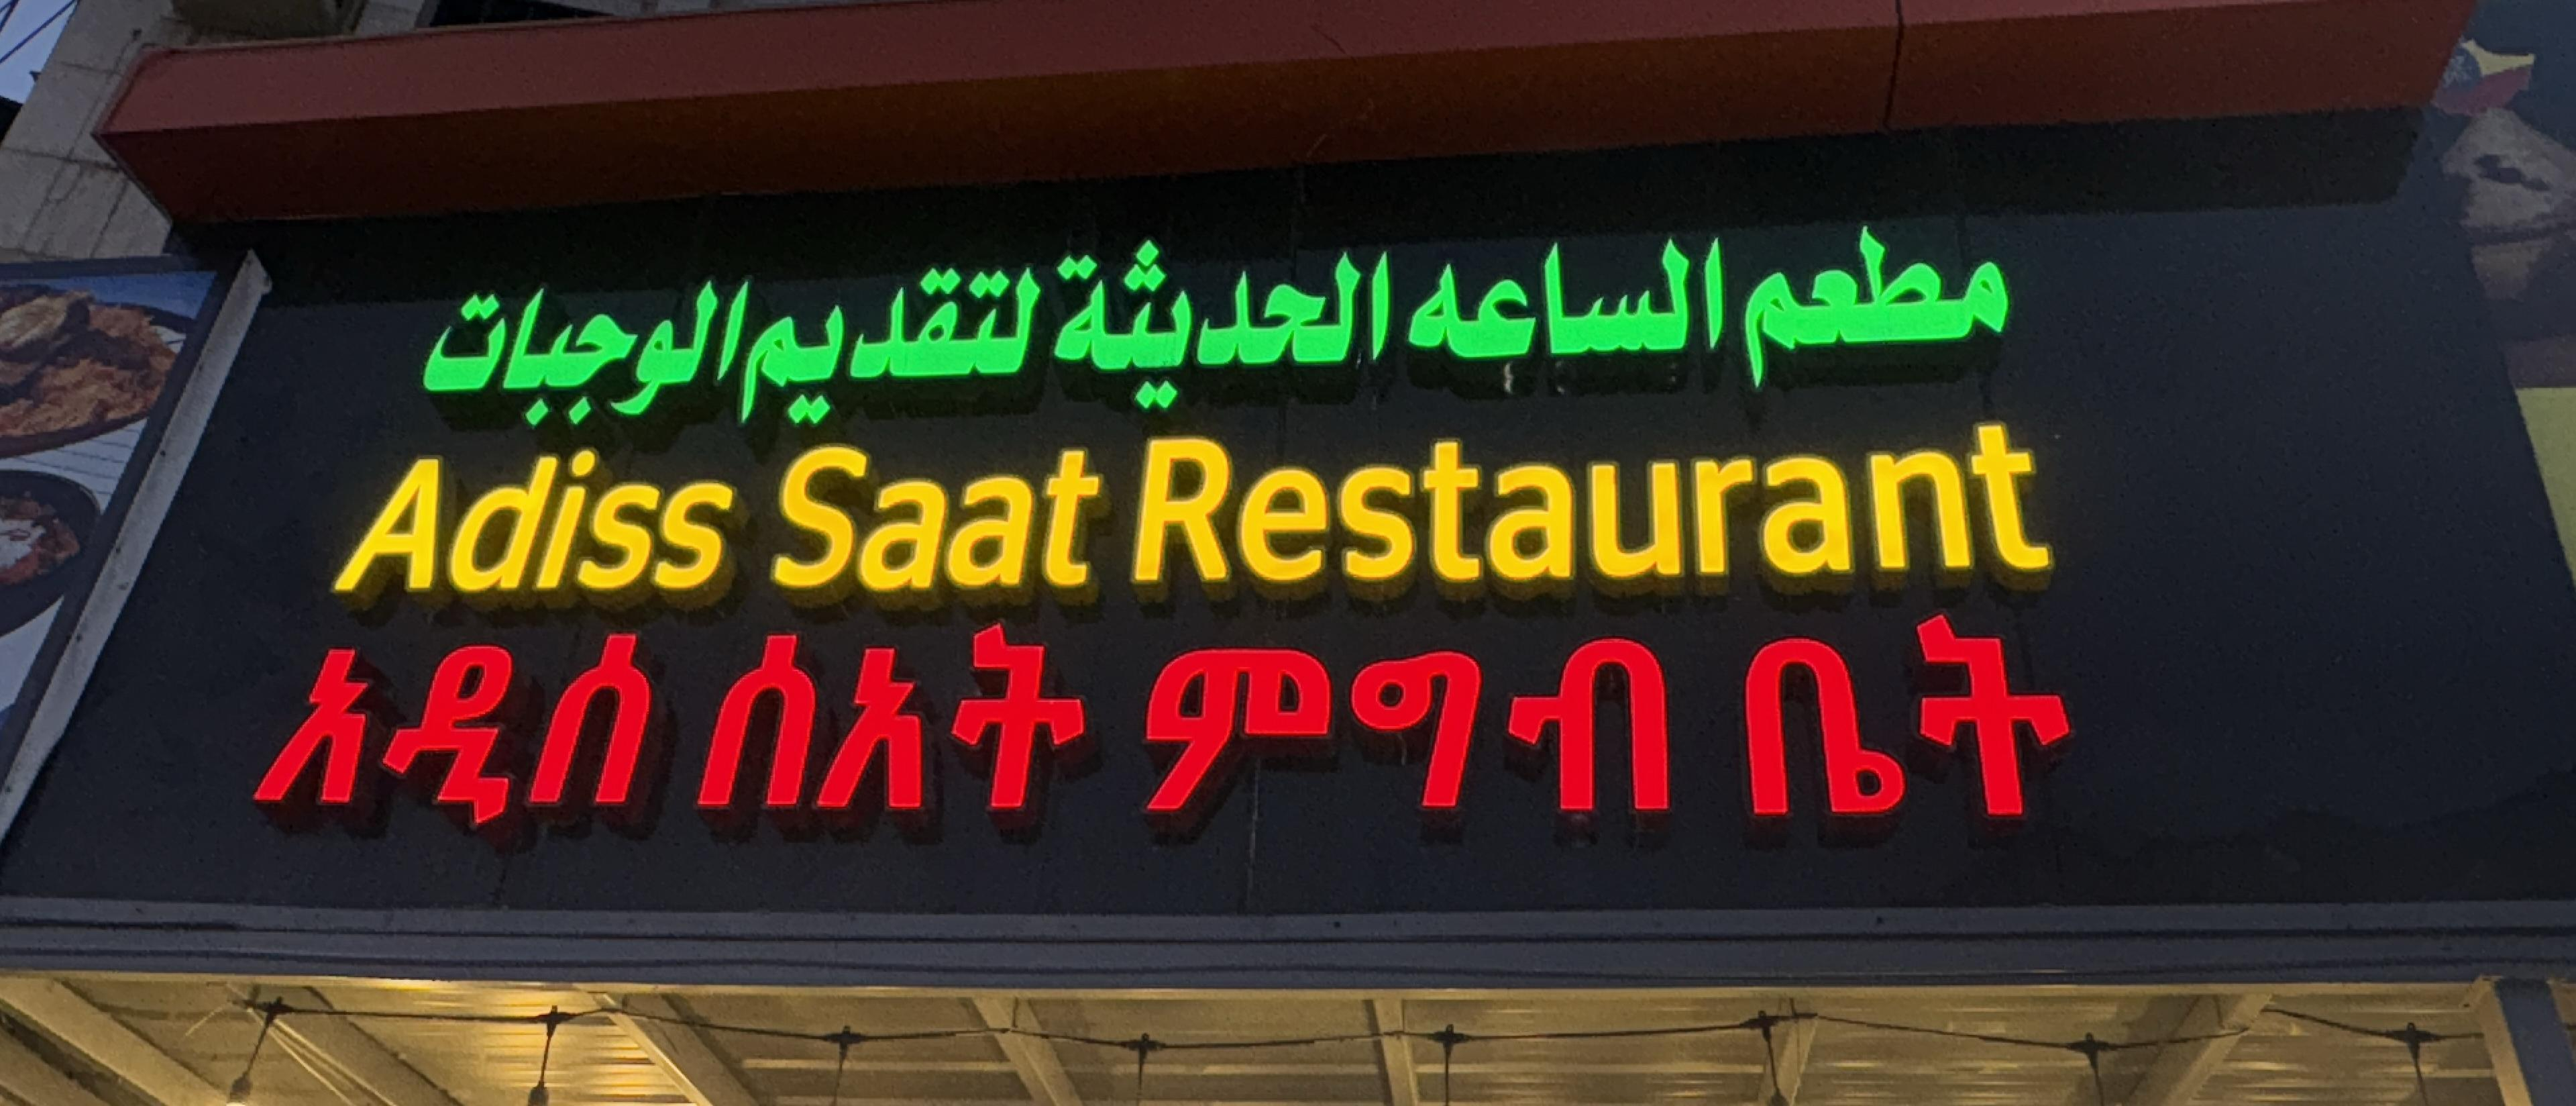 مطعم الساعه الحديثة لتقديم الوجبات
Adiss Saat Restaurant
አዲሰ ሰአት ምግብ ቤት